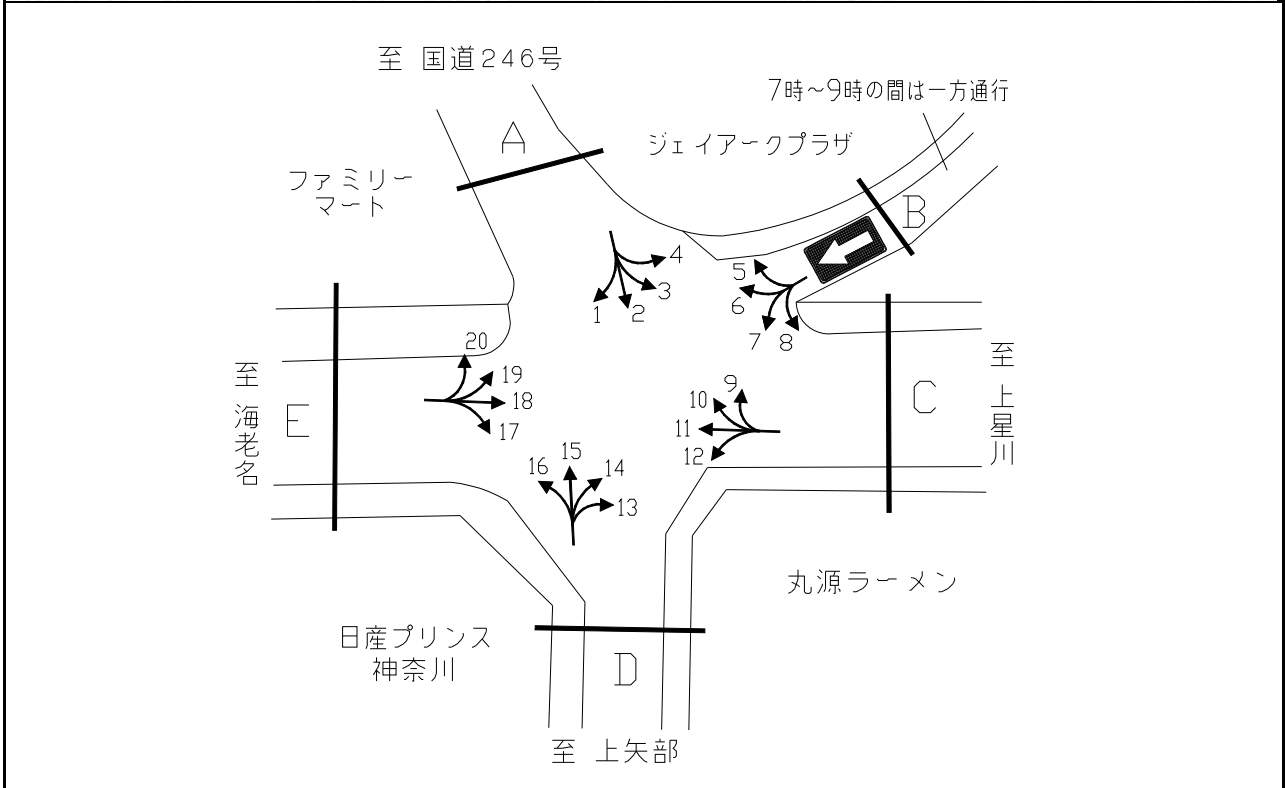 至 国道246号
7時～9時の間は一方通行
A
ジェイアークプラザ
ファミリー
マート
B
4
3
1
2
5
6
7
8
20
19
18
17
至 海老名
E
9
10
11
12
C
至 上星川
15
16
14
13
丸源ラーメン
日産プリンス
神奈川
D
至 上矢部